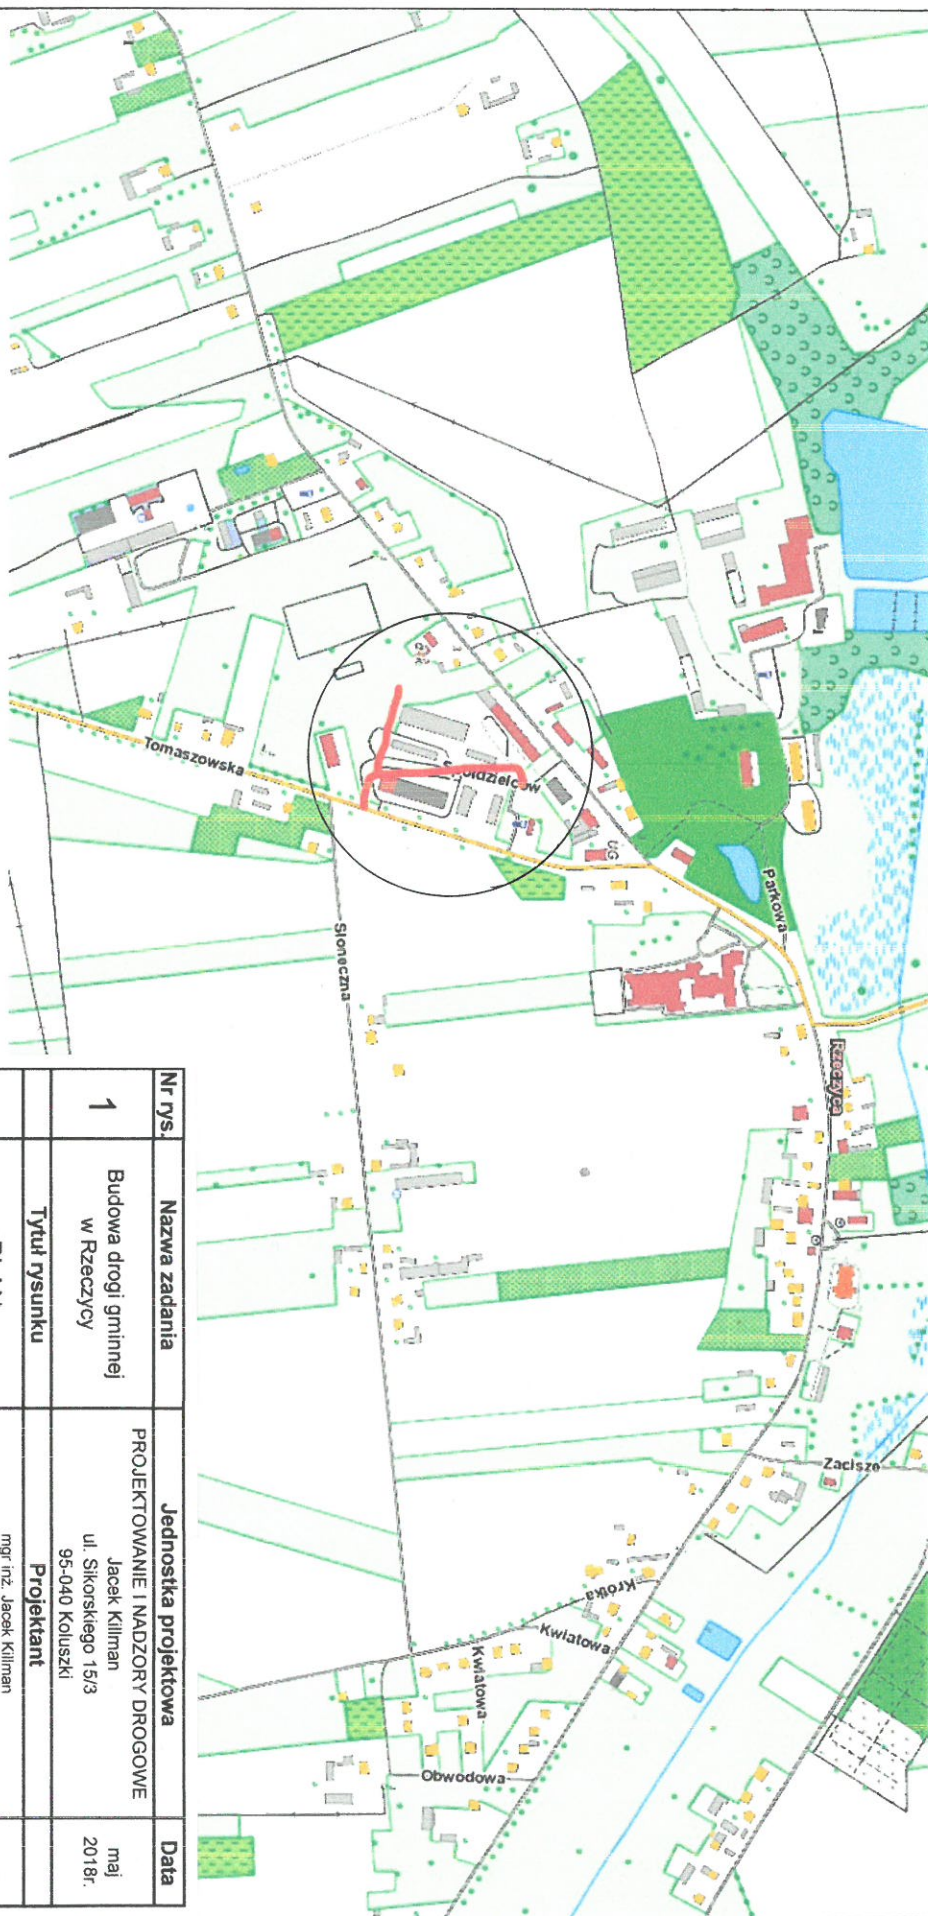 Tomaszowska
Słoneczna
UG
Parkowa
Rzeczyca
Zacisze
Krótka
Kwiatowa
Kwiatowa
Obwodowa
Nr rys.
Nazwa zadania
Jednostka projektowa
Data
1
Budowa drogi gminnej
w Rzeczycy
PROJEKTOWANIE I NADZORY DROGOWE
Jacek Killman
ul. Sikorskiego 15/3
95-040 Koluszki
maj
2018r.
Tytuł rysunku
Projektant
mgr inż. Jacek Killman